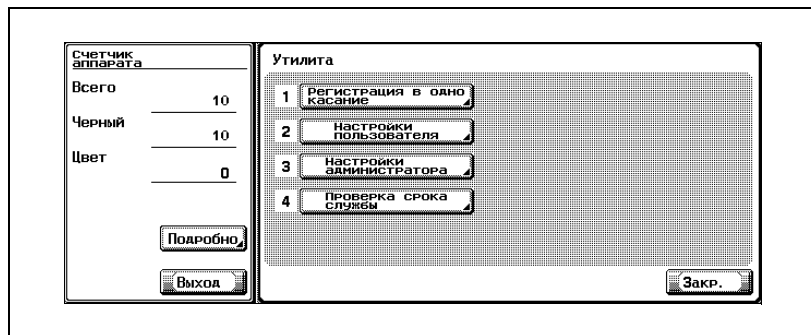 Счетчик
аппарата
Всего
10
Черный
10
Цвет
0
Подробно
Выход
Утилита
1 Регистрация в одно
касание
2 Настройки
пользователя
3 Настройки
администратора
4 Проверка срока
службы
Закр.